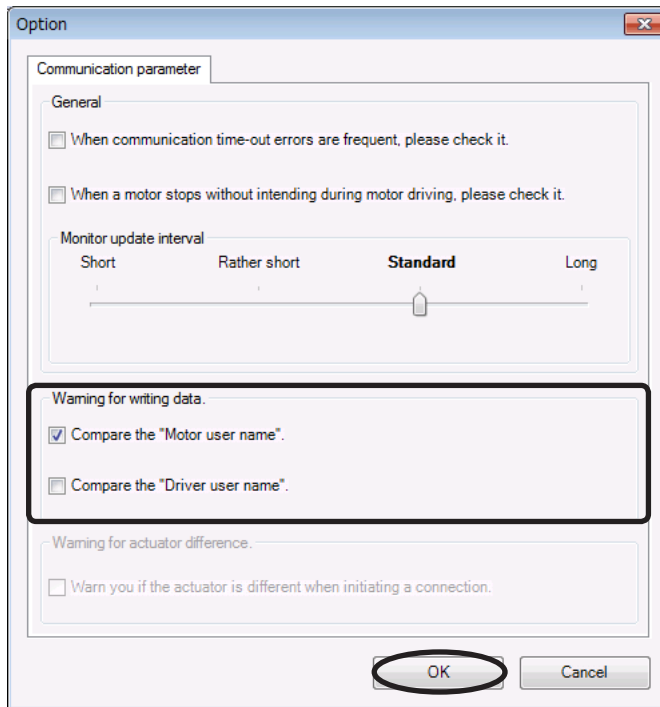 Option
Communication parameter
General
When communication time-out errors are frequent, please check it.
When a motor stops without intending during motor driving, please check it.
Monitor update interval
Short Rather short Standard Long
Warning for writing data.
Compare the "Motor user name".
Compare the "Driver user name".
Warning for actuator difference.
Warn you if the actuator is different when initiating a connection.
OK Cancel